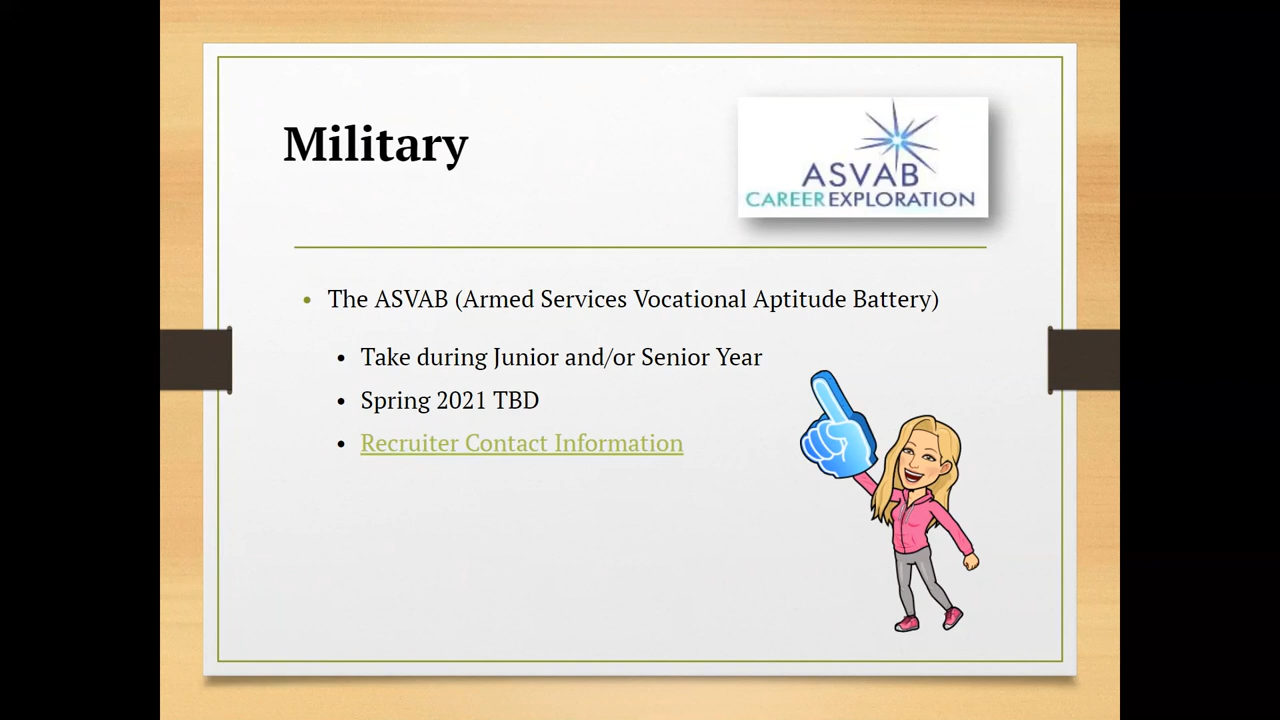 Military
ASVAB
CAREER EXPLORATION
The ASVAB (Armed Services Vocational Aptitude Battery)
Take during Junior and/or Senior Year
Spring 2021 TBD
Recruiter Contact Information